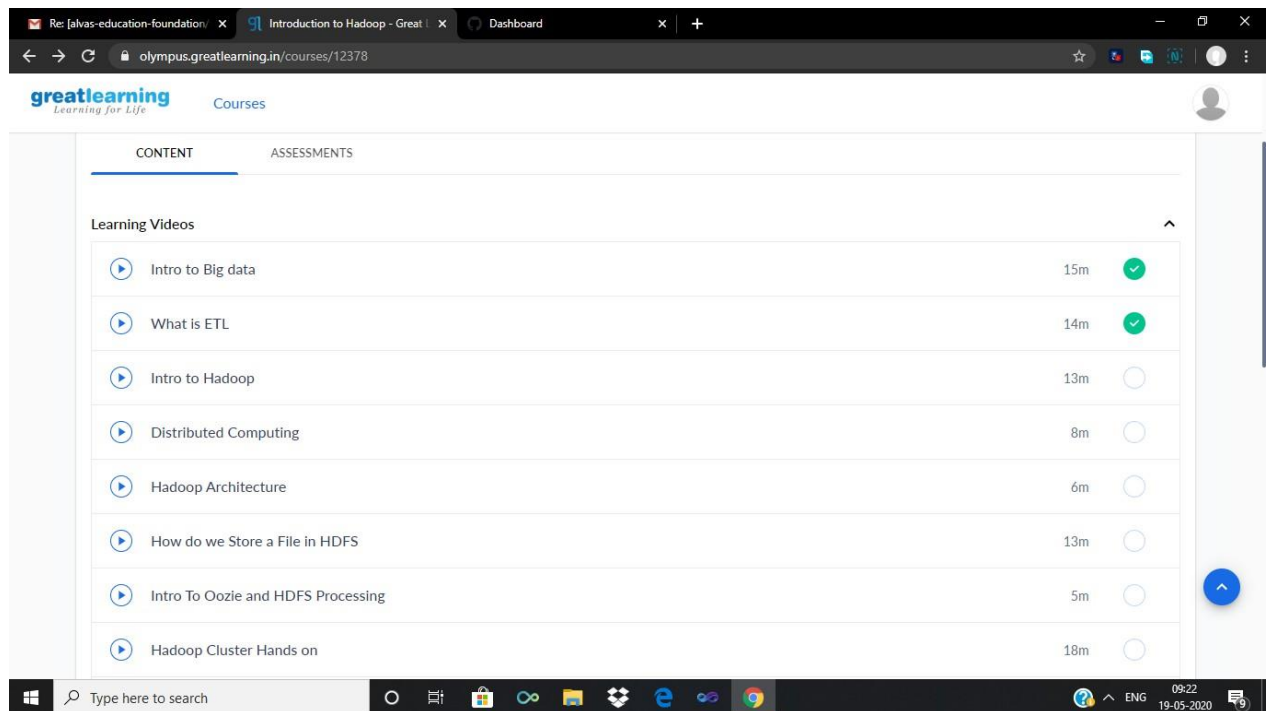 Re: [alvas-education-foundation/
Introduction to Hadoop - Great L
Dashboard
olympus.greatlearning.in/courses/12378
greatlearning
Learning for Life
Courses
CONTENT ASSESSMENTS
Learning Videos
Intro to Big data 15m
What is ETL 14m
Intro to Hadoop 13m
Distributed Computing 8m
Hadoop Architecture 6m
How do we Store a File in HDFS 13m
Intro To Oozie and HDFS Processing 5m
Hadoop Cluster Hands on 18m
Type here to search
ENG
09:22
19-05-2020